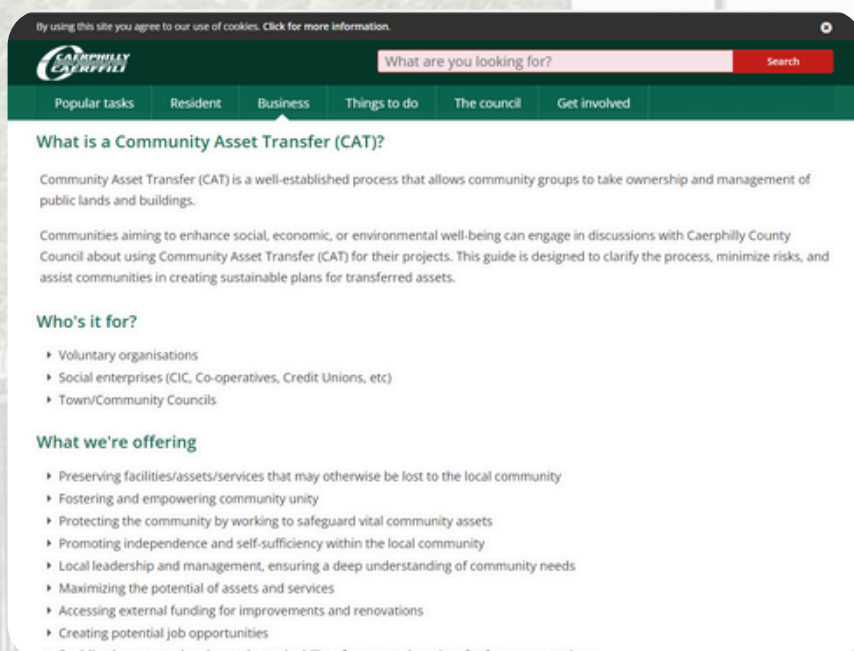 By using this site you agree to our use of cookies. Click for more information.
CAERPHILLY
CAERFFILI
What are you looking for?
Search
Popular tasks
Resident
Business
Things to do
The council
Get involved
What is a Community Asset Transfer (CAT)?
Community Asset Transfer (CAT) is a well-established process that allows community groups to take ownership and management of
public lands and buildings.
Communities aiming to enhance social, economic, or environmental well-being can engage in discussions with Caerphilly County
Council about using Community Asset Transfer (CAT) for their projects. This guide is designed to clarify the process, minimize risks, and
assist communities in creating sustainable plans for transferred assets.
Who's it for?
Voluntary organisations
Social enterprises (CIC, Co-operatives, Credit Unions, etc)
Town/Community Councils
What we're offering
Preserving facilities/assets/services that may otherwise be lost to the local community
Fostering and empowering community unity
Protecting the community by working to safeguard vital community assets
Promoting independence and self-sufficiency within the local community
Local leadership and management, ensuring a deep understanding of community needs
Maximizing the potential of assets and services
Accessing external funding for improvements and renovations
Creating potential job opportunities